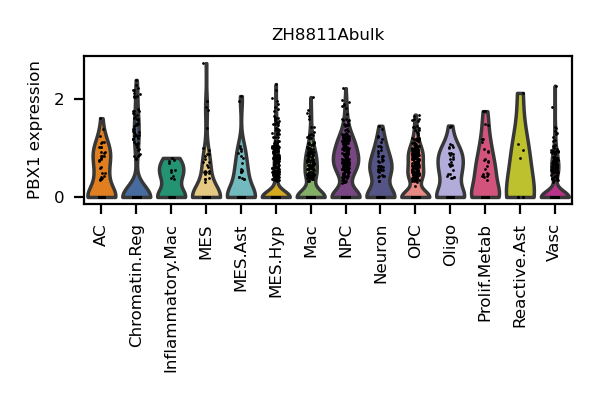 ZH8811Abulk
PBX1 expression
2
0
AC
Chromatin.Reg
Inflammatory.Mac
MES
MES.Ast
MES.Hyp
Mac
NPC
Neuron
OPC
Oligo
Prolif.Metab
Reactive.Ast
Vasc